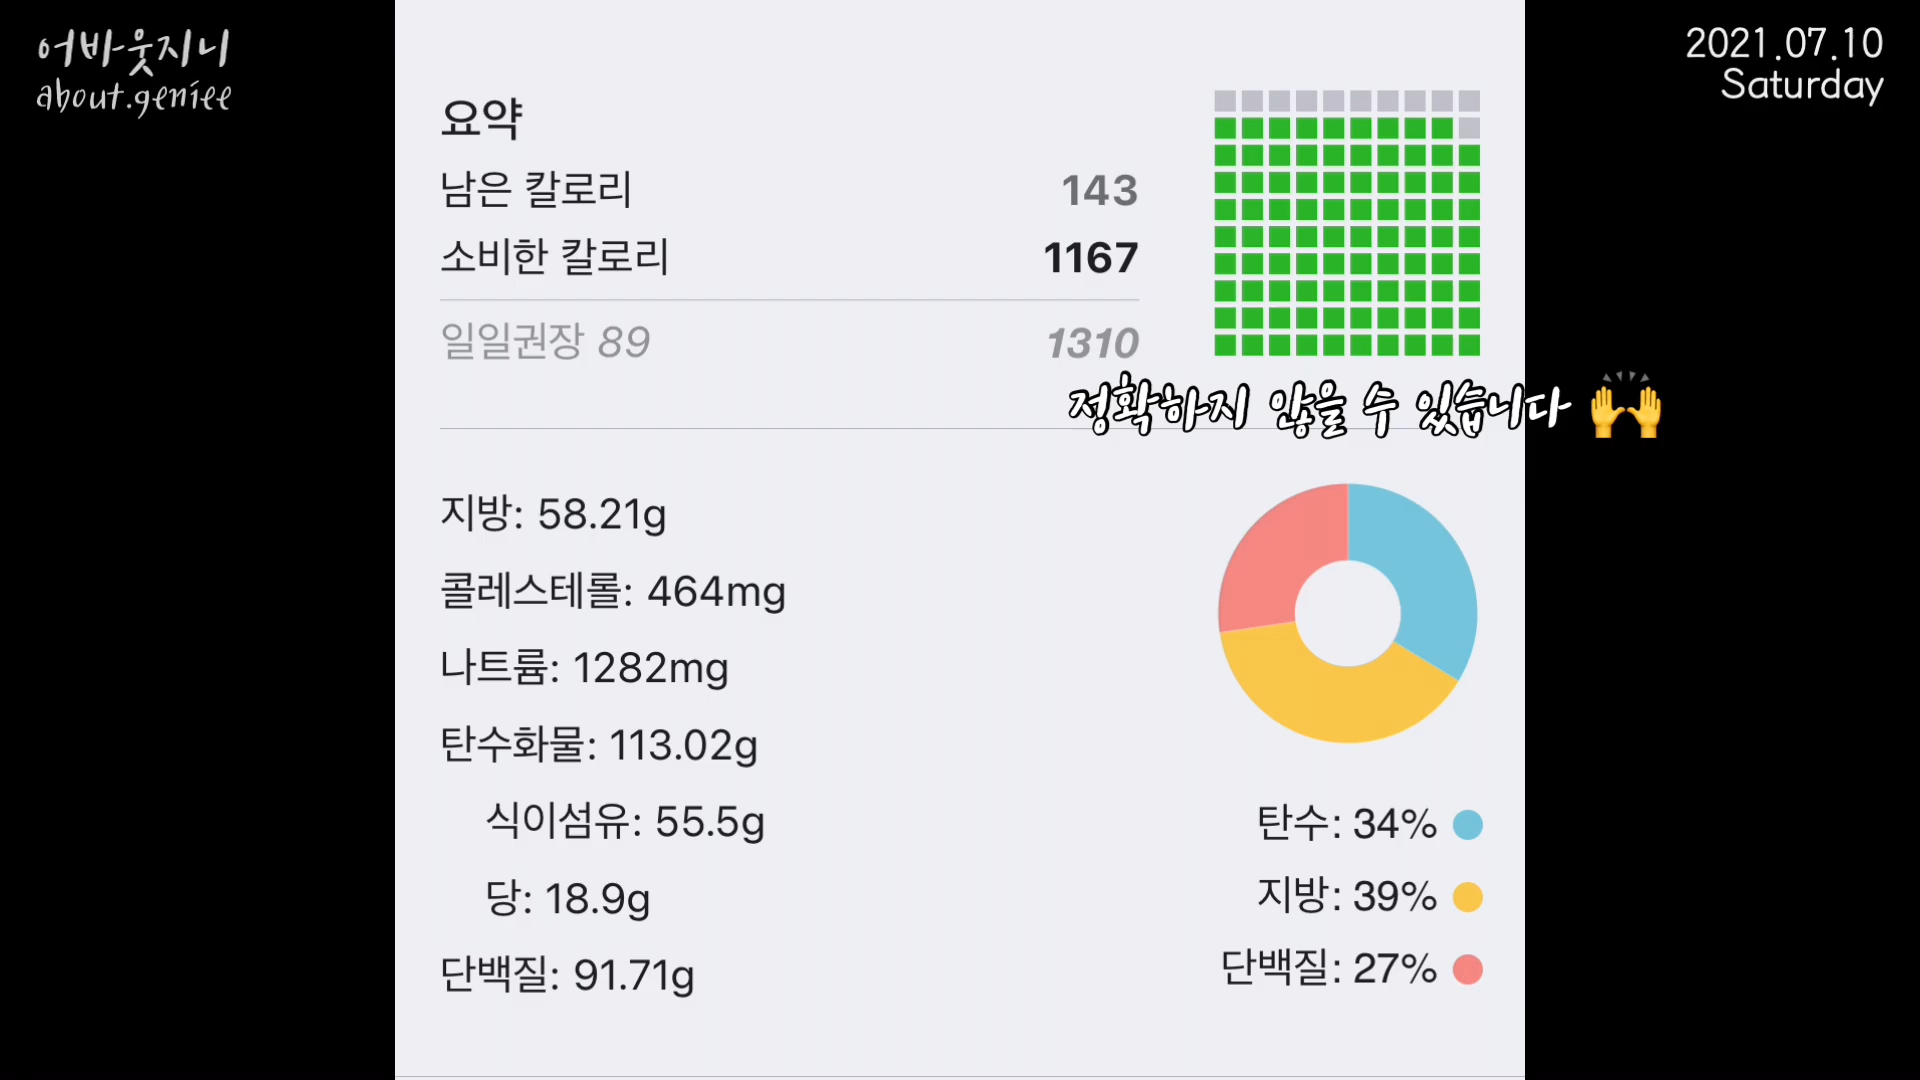 어바웃지니
about.geniee
2021.07.10
Saturday
요약
남은 칼로리 143
소비한 칼로리 1167
일일권장 89 1310
정확하지 않을 수 있습니다 🙌
지방: 58.21g
콜레스테롤: 464mg
나트륨: 1282mg
탄수화물: 113.02g
식이섬유: 55.5g
당: 18.9g
단백질: 91.71g
탄수: 34%
지방: 39%
단백질: 27%